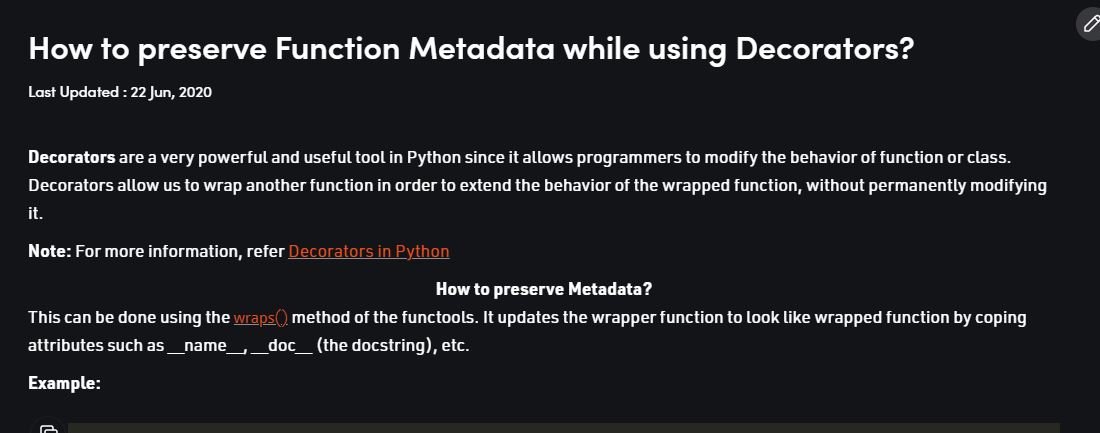 How to preserve Function Metadata while using Decorators?
Last Updated : 22 Jun, 2020
Decorators are a very powerful and useful tool in Python since it allows programmers to modify the behavior of function or class.
Decorators allow us to wrap another function in order to extend the behavior of the wrapped function, without permanently modifying
it.
Note: For more information, refer Decorators in Python
How to preserve Metadata?
This can be done using the wraps() method of the functools. It updates the wrapper function to look like wrapped function by coping
attributes such as __name__, __doc__ (the docstring), etc.
Example: